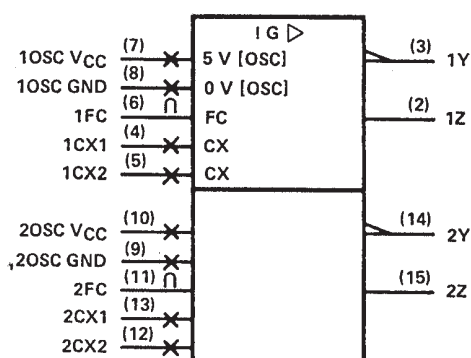 !G ▷
1OSC VCC (7) 5 V [OSC] (3) 1Y
1OSC GND (8) 0 V [OSC]
1FC (6) ∩ FC (2) 1Z
1CX1 (4) CX
1CX2 (5) CX
2OSC VCC (10) (14) 2Y
2OSC GND (9)
2FC (11) ∩ (15) 2Z
2CX1 (13)
2CX2 (12)